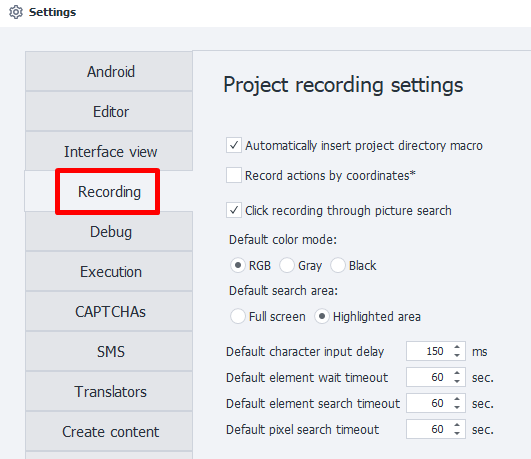 Settings
Android
Editor
Interface view
Recording
Debug
Execution
CAPTCHAs
SMS
Translators
Create content
Project recording settings
Automatically insert project directory macro
Record actions by coordinates*
Click recording through picture search
Default color mode:
RGB Gray Black
Default search area:
Full screen Highlighted area
Default character input delay 150 ms
Default element wait timeout 60 sec.
Default element search timeout 60 sec.
Default pixel search timeout 60 sec.